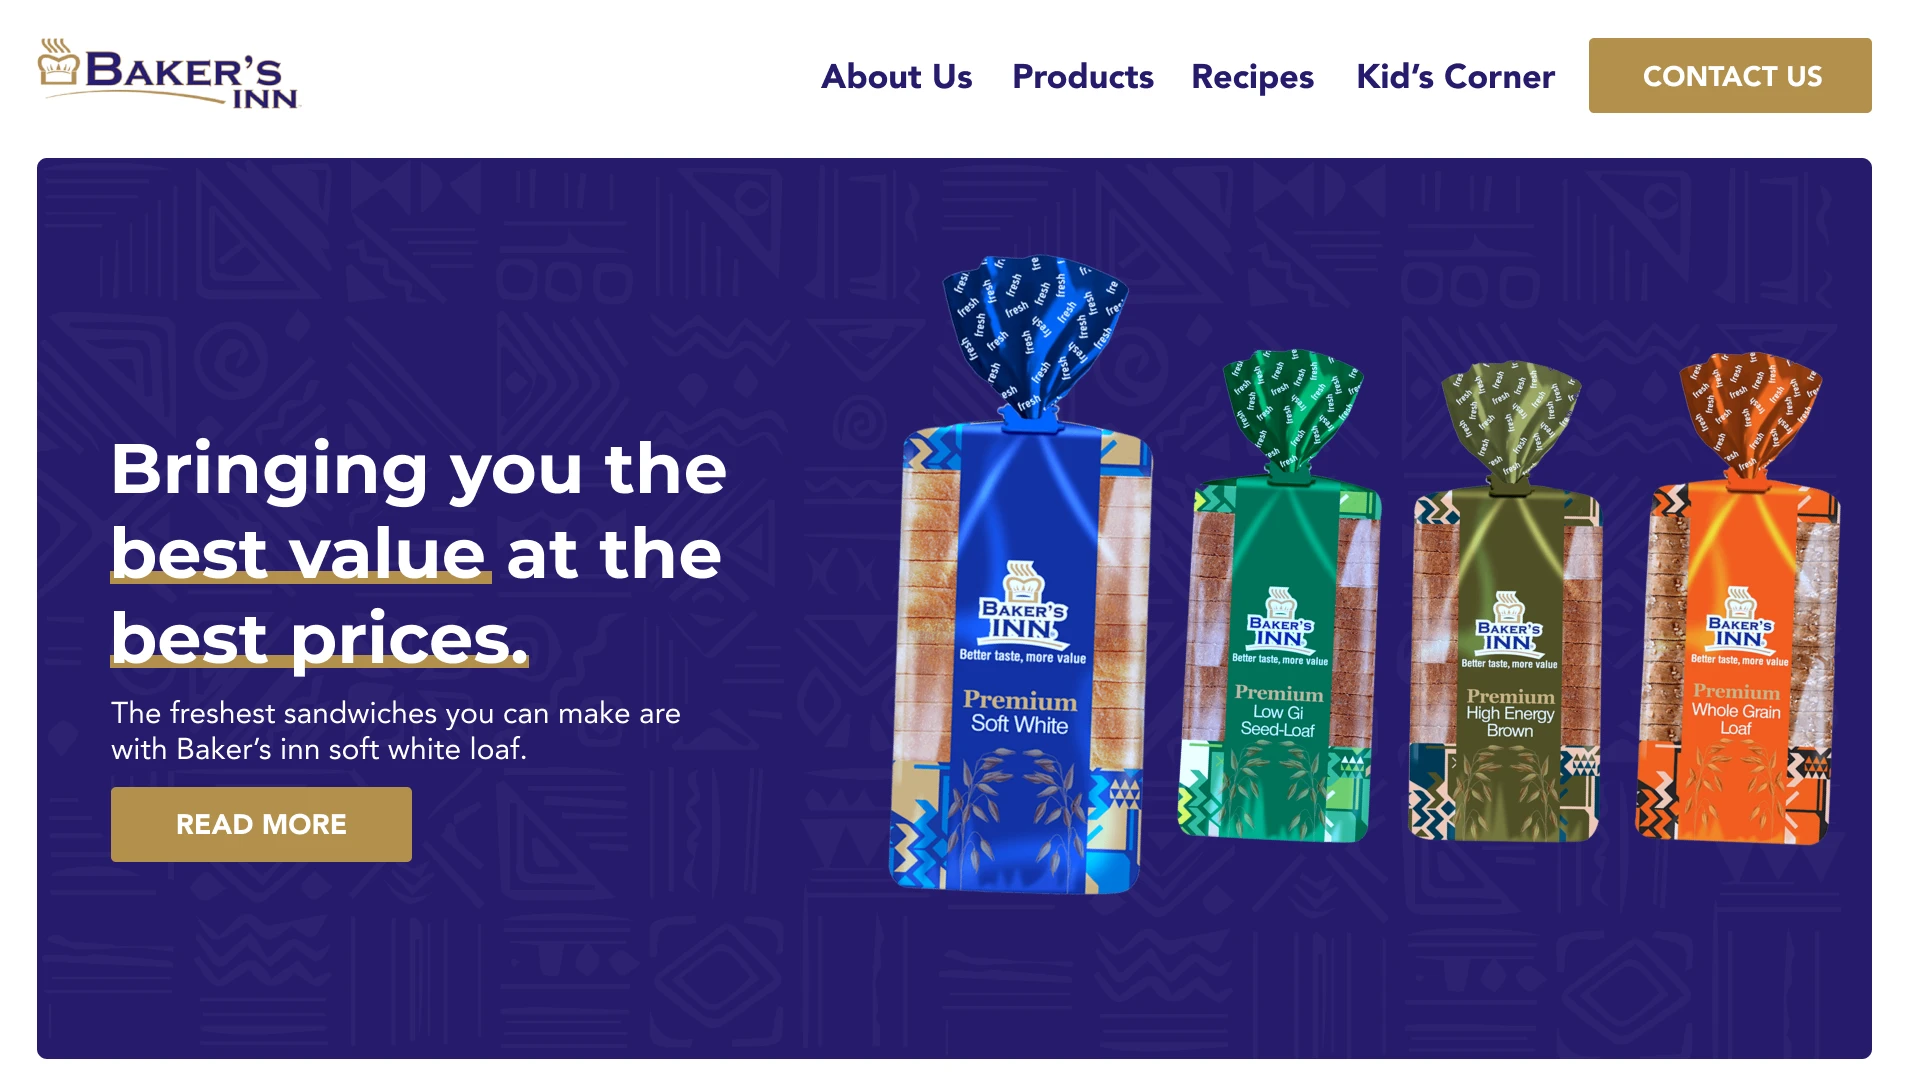 BAKER'S
INN
About Us
Products
Recipes
Kid's Corner
CONTACT US
Bringing you the
best value at the
best prices.
The freshest sandwiches you can make are
with Baker's inn soft white loaf.
READ MORE
fresh
BAKER'S
INN
Better taste, more value
Premium
Soft White
fresh
BAKER'S
INN
Better taste, more value
Premium
Low Gi
Seed-Loaf
fresh
BAKER'S
INN
Better taste, more value
Premium
High Energy
Brown
fresh
BAKER'S
INN
Better taste, more value
Premium
Whole Grain
Loaf